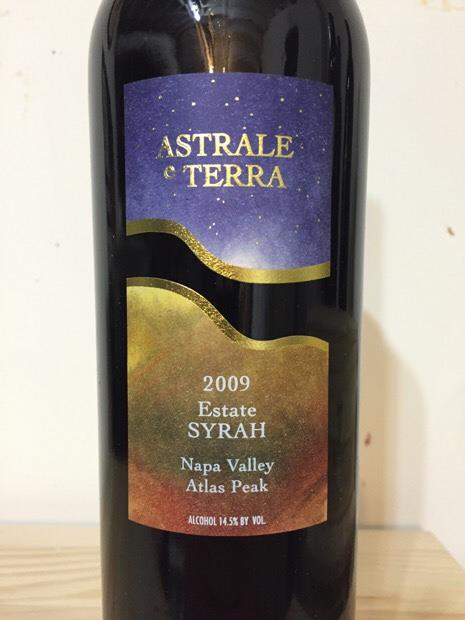 ASTRALE
e TERRA
2009
Estate
SYRAH
Napa Valley
Atlas Peak
ALCOHOL 14.5% BY VOL.